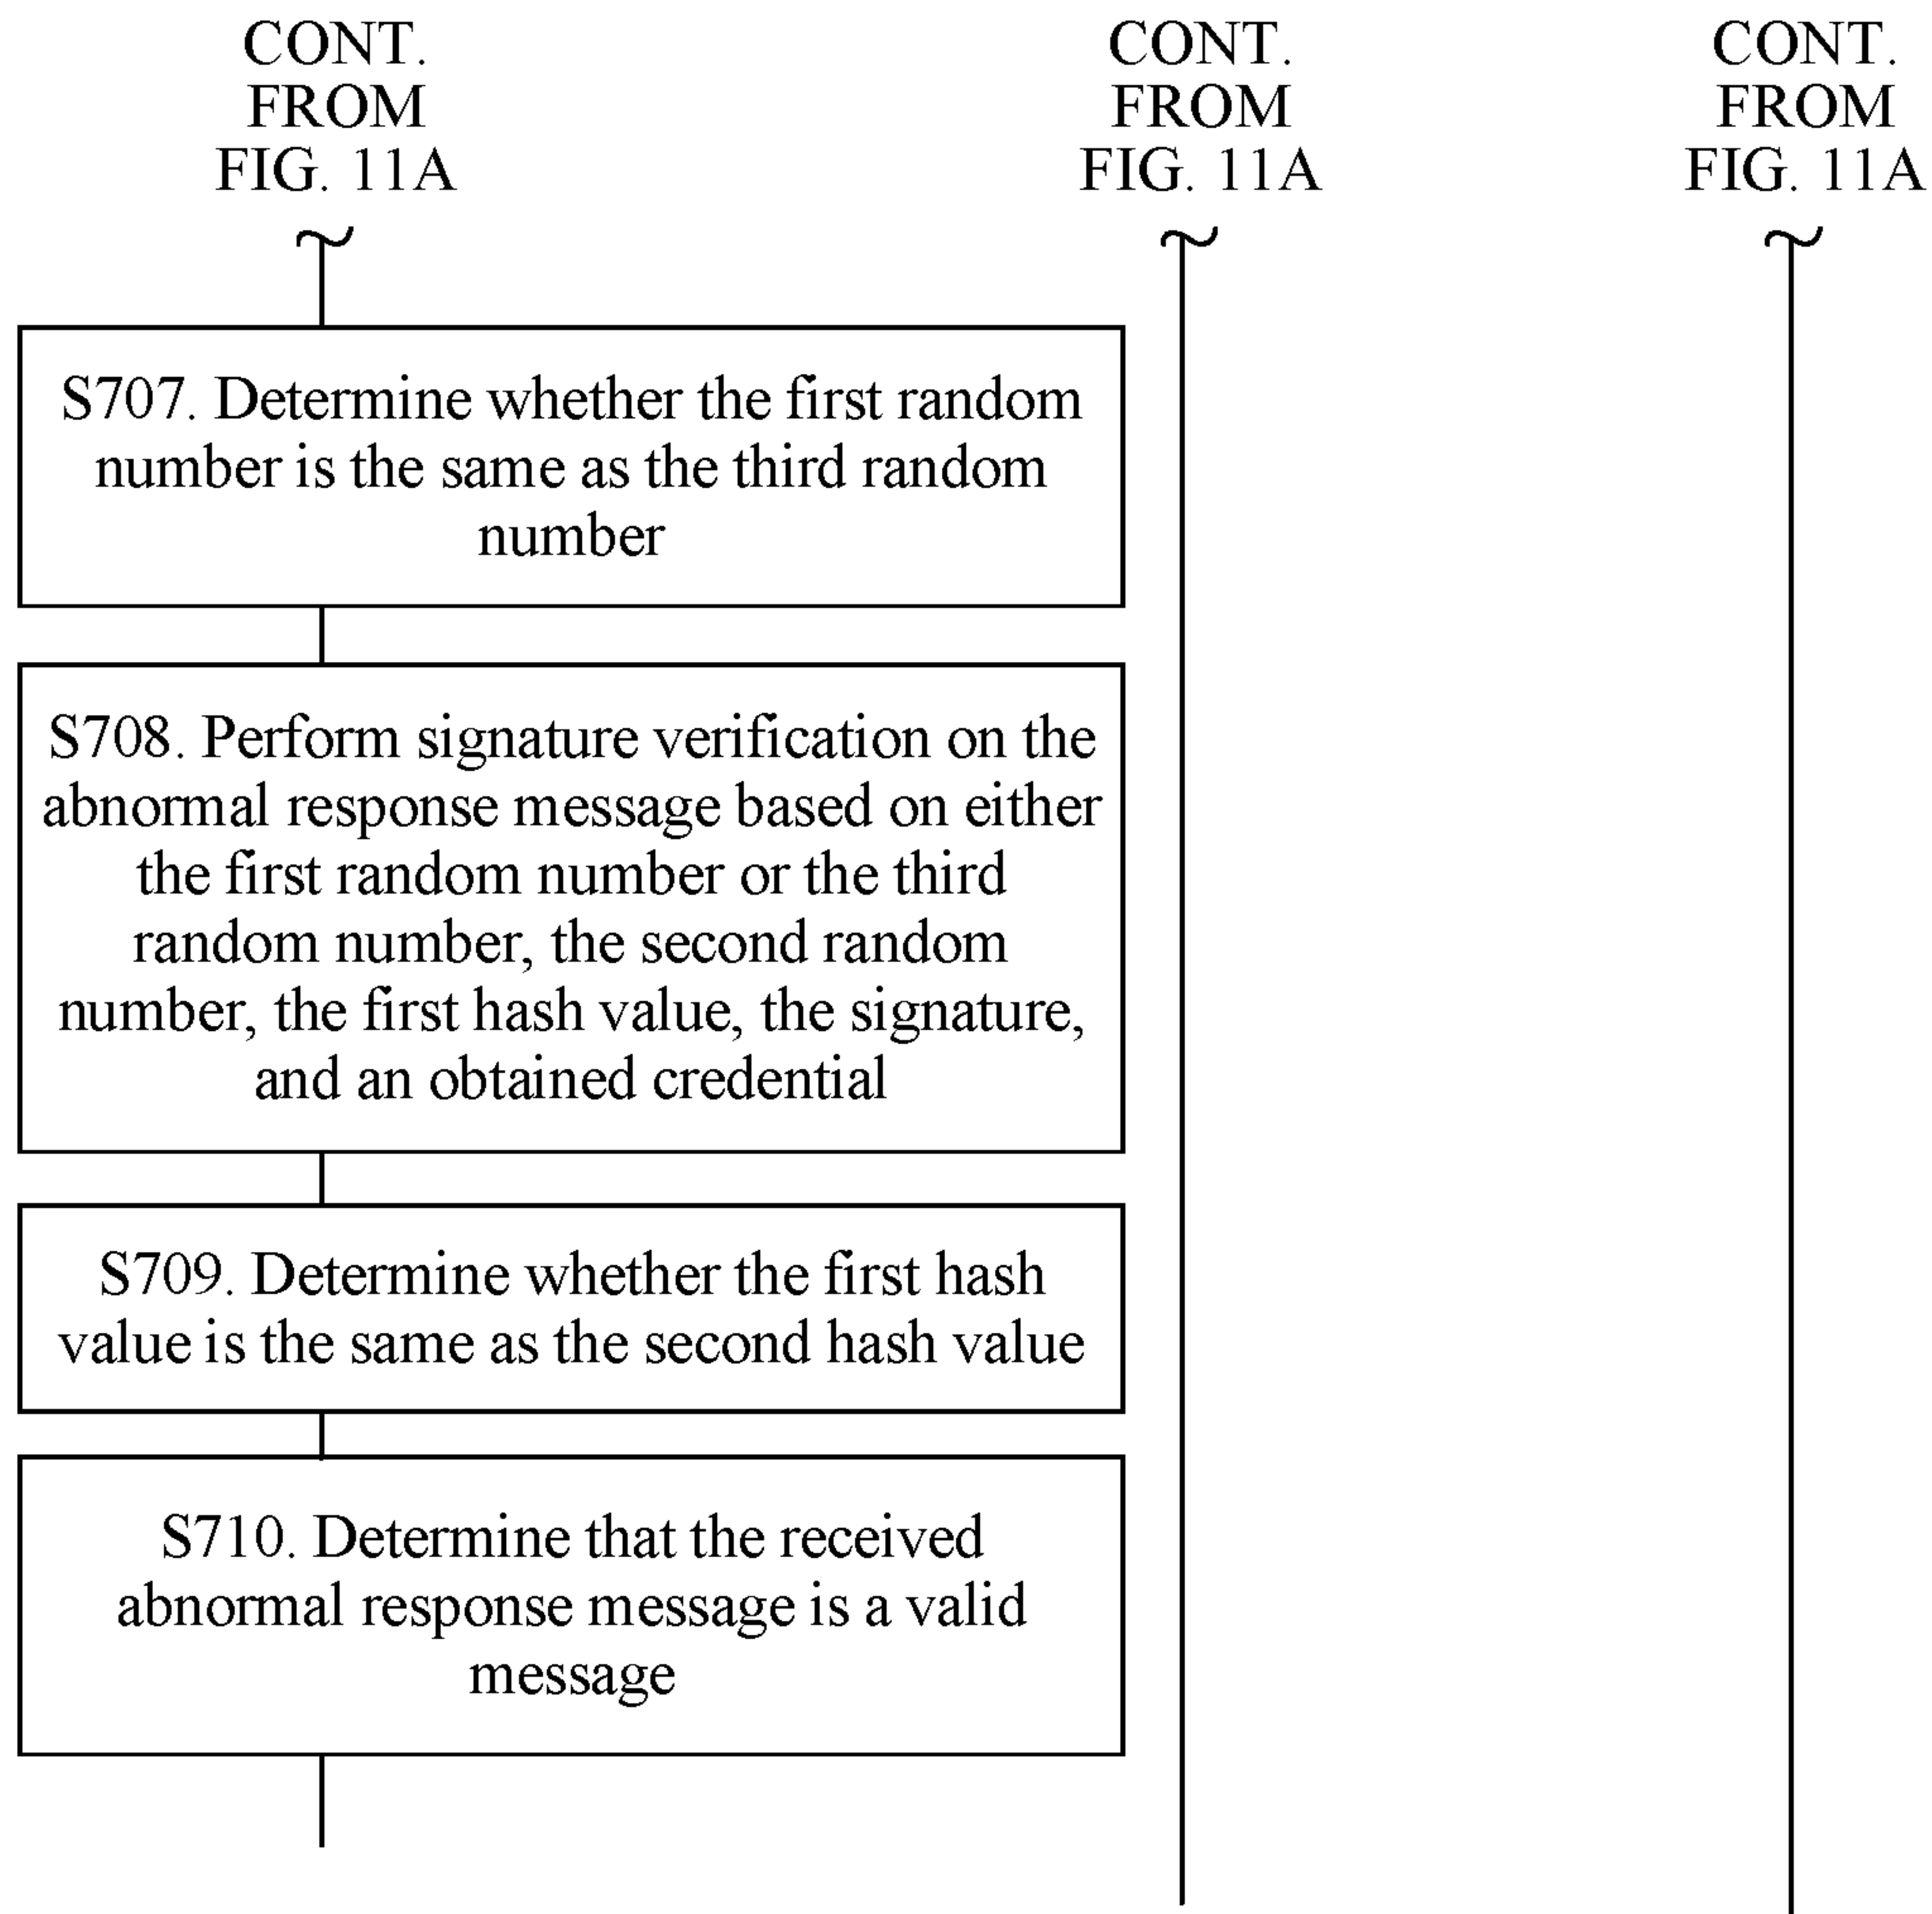 CONT.
FROM
FIG. 11A
CONT.
FROM
FIG. 11A
CONT.
FROM
FIG. 11A
S707. Determine whether the first random
number is the same as the third random
number
S708. Perform signature verification on the
abnormal response message based on either
the first random number or the third
random number, the second random
number, the first hash value, the signature,
and an obtained credential
S709. Determine whether the first hash
value is the same as the second hash value
S710. Determine that the received
abnormal response message is a valid
message